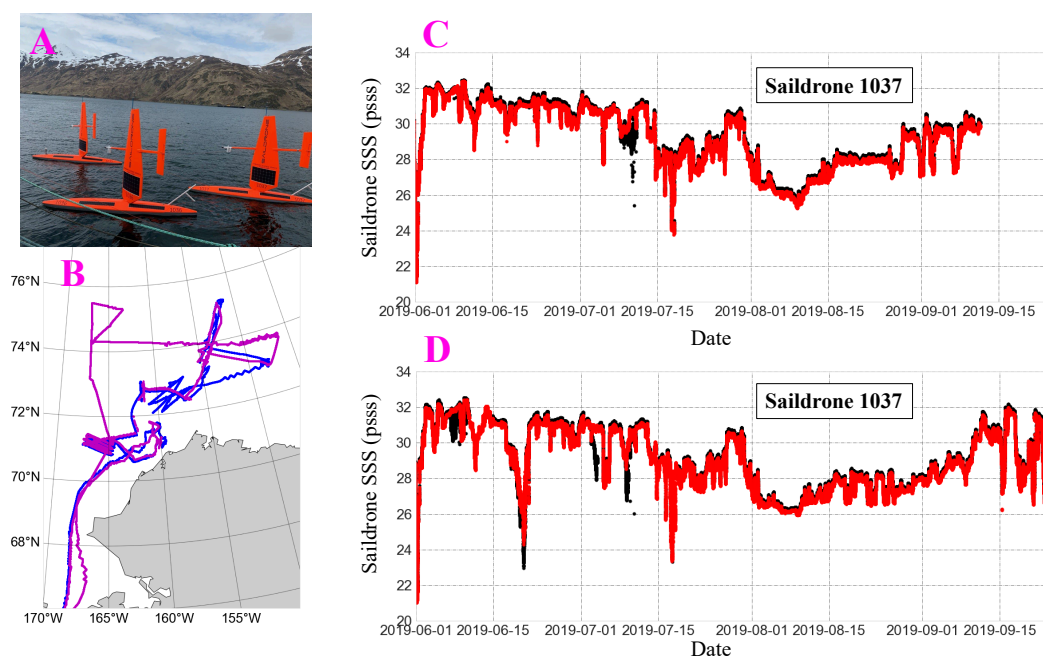 A
B
76°N
74°N
72°N
70°N
68°N
170°W 165°W 160°W 155°W
C
Saildrone SSS (psss)
34
32
30
28
26
24
22
20
Saildrone 1037
2019-06-01 2019-06-15 2019-07-01 2019-07-15 2019-08-01 2019-08-15 2019-09-01 2019-09-15
Date
D
Saildrone SSS (psss)
34
32
30
28
26
24
22
20
Saildrone 1037
2019-06-01 2019-06-15 2019-07-01 2019-07-15 2019-08-01 2019-08-15 2019-09-01 2019-09-15
Date